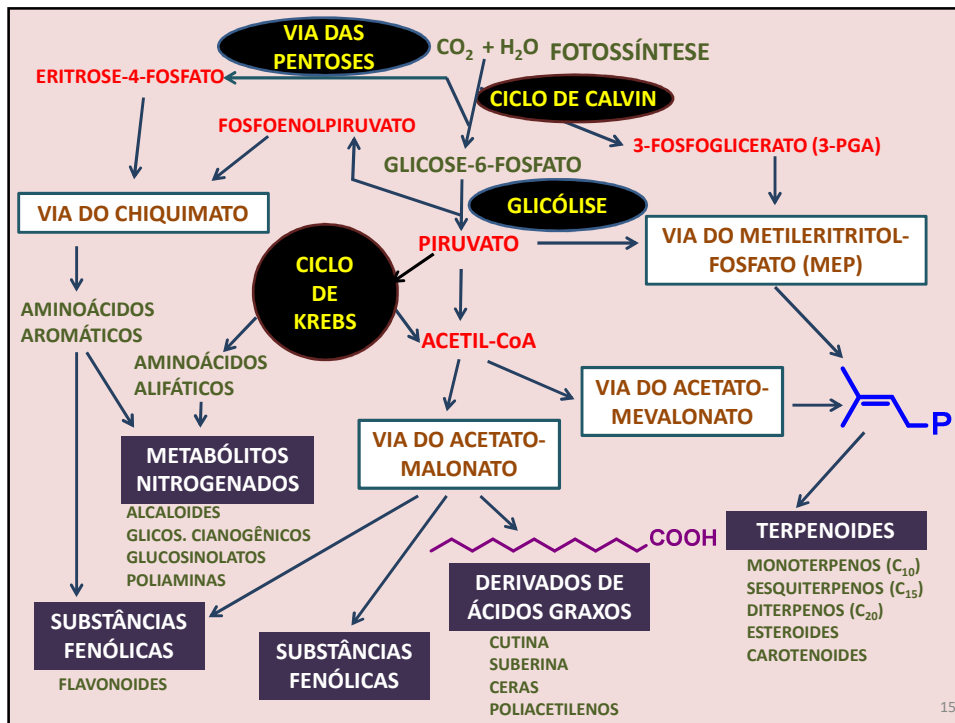 VIA DAS
PENTOSES
CO₂ + H₂O FOTOSSÍNTESE
ERITROSE-4-FOSFATO
CICLO DE CALVIN
FOSFOENOLPIRUVATO
3-FOSFOGLICERATO (3-PGA)
GLICOSE-6-FOSFATO
VIA DO CHIQUIMATO
GLICÓLISE
PIRUVATO
VIA DO METILERITRITOL-
FOSFATO (MEP)
CICLO
DE
KREBS
AMINOÁCIDOS
AROMÁTICOS
ACETIL-CoA
AMINOÁCIDOS
ALIFÁTICOS
VIA DO ACETATO-
MEVALONATO
P
VIA DO ACETATO-
MALONATO
METABÓLITOS
NITROGENADOS
ALCALOIDES
GLICOS. CIANOGÊNICOS
GLUCOSINOLATOS
POLIAMINAS
COOH
TERPENOIDES
MONOTERPENOS (C₁₀)
SESQUITERPENOS (C₁₅)
DITERPENOS (C₂₀)
ESTEROIDES
CAROTENOIDES
DERIVADOS DE
ÁCIDOS GRAXOS
CUTINA
SUBERINA
CERAS
POLIACETILENOS
SUBSTÂNCIAS
FENÓLICAS
FLAVONOIDES
SUBSTÂNCIAS
FENÓLICAS
15